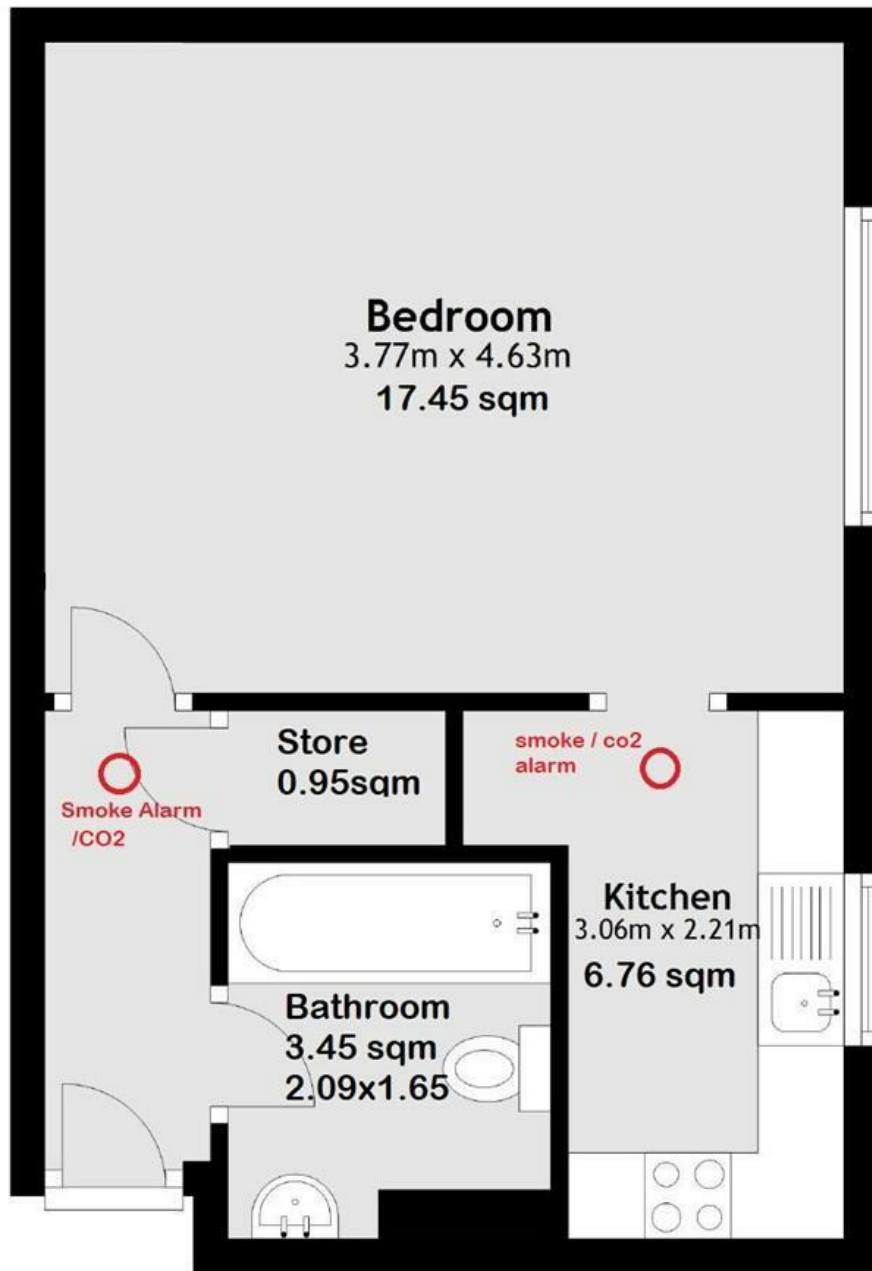 Bedroom
3.77m x 4.63m
17.45 sqm
Store
0.95sqm
smoke / co2
alarm
Smoke Alarm
/CO2
Kitchen
3.06m x 2.21m
6.76 sqm
Bathroom
3.45 sqm
2.09x1.65